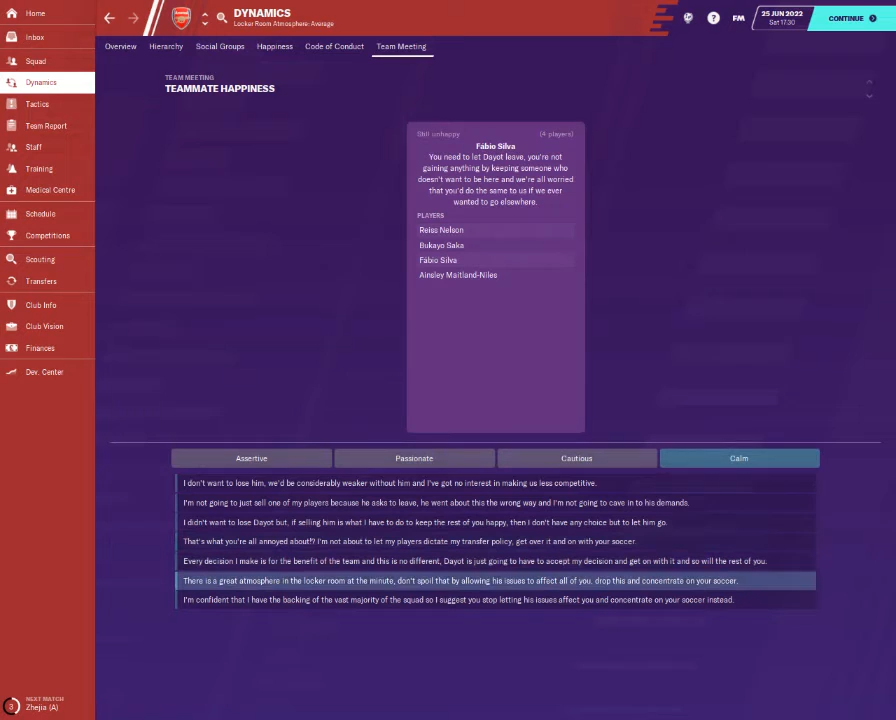 Home
Inbox
Squad
Dynamics
Tactics
Team Report
Staff
Training
Medical Centre
Schedule
Competitions
Scouting
Transfers
Club Info
Club Vision
Finances
Dev. Center
3
NEXT MATCH
Zhejia (A)
Arsenal
DYNAMICS
Locker Room Atmosphere: Average
?
FM
25 JUN 2022
Sat 17:30
CONTINUE
Overview
Hierarchy
Social Groups
Happiness
Code of Conduct
Team Meeting
TEAM MEETING
TEAMMATE HAPPINESS
Still unhappy
(4 players)
Fábio Silva
You need to let Dayot leave, you're not
gaining anything by keeping someone who
doesn't want to be here and we're all worried
that you'd do the same to us if we ever
wanted to go elsewhere.
PLAYERS
Reiss Nelson
Bukayo Saka
Fábio Silva
Ainsley Maitland-Niles
Assertive
Passionate
Cautious
Calm
I don't want to lose him, we'd be considerably weaker without him and I've got no interest in making us less competitive.
I'm not going to just sell one of my players because he asks to leave, he went about this the wrong way and I'm not going to cave in to his demands.
I didn't want to lose Dayot but, if selling him is what I have to do to keep the rest of you happy, then I don't have any choice but to let him go.
That's what you're all annoyed about!? I'm not about to let my players dictate my transfer policy, get over it and on with your soccer.
Every decision I make is for the benefit of the team and this is no different, Dayot is just going to have to accept my decision and get on with it and so will the rest of you.
There is a great atmosphere in the locker room at the minute, don't spoil that by allowing his issues to affect all of you, drop this and concentrate on your soccer.
I'm confident that I have the backing of the vast majority of the squad so I suggest you stop letting his issues affect you and concentrate on your soccer instead.